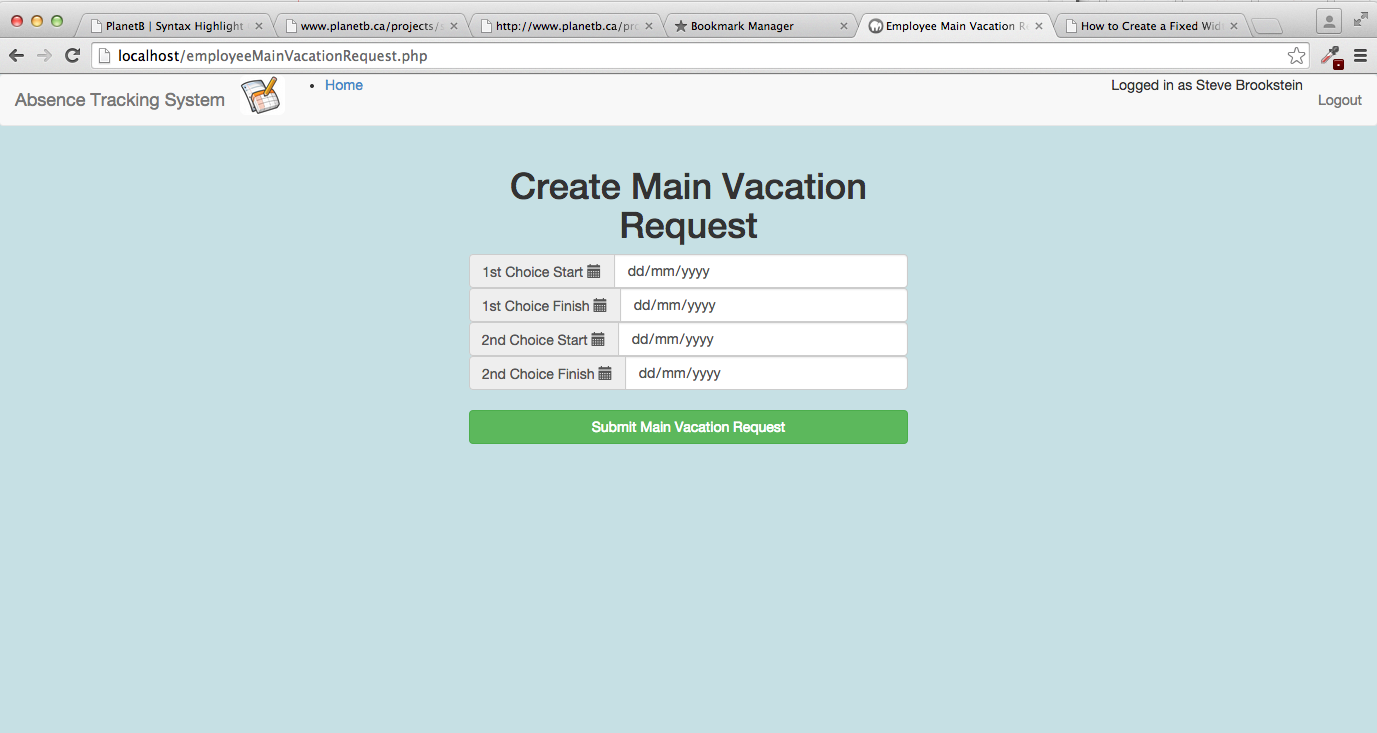 PlanetB | Syntax Highlight
www.planetb.ca/projects/
http://www.planetb.ca/pr
Bookmark Manager
Employee Main Vacation R
How to Create a Fixed Wid
localhost/employeeMainVacationRequest.php
Absence Tracking System
• Home
Logged in as Steve Brookstein
Logout
Create Main Vacation
Request
1st Choice Start dd/mm/yyyy
1st Choice Finish dd/mm/yyyy
2nd Choice Start dd/mm/yyyy
2nd Choice Finish dd/mm/yyyy
Submit Main Vacation Request